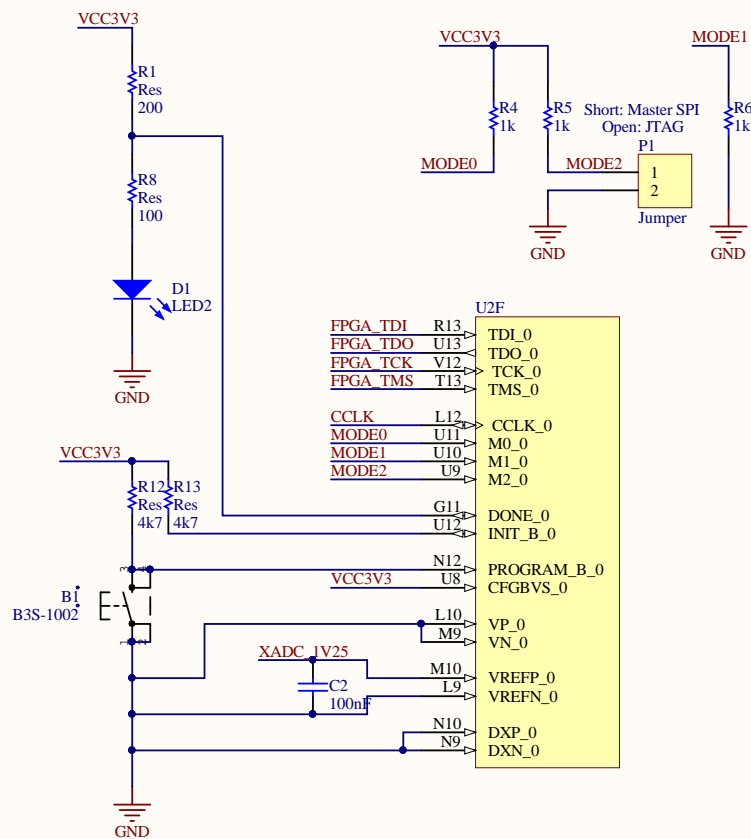 VCC3V3
R1
Res
200
R8
Res
100
D1
LED2
GND
VCC3V3
R4
1k
R5
1k
MODE0
MODE2
Short: Master SPI
Open: JTAG
P1
1
2
Jumper
GND
MODE1
R6
1k
GND
U2F
FPGA_TDI R13 TDI_0
FPGA_TDO U13 TDO_0
FPGA_TCK V12 TCK_0
FPGA_TMS T13 TMS_0
CCLK L12 CCLK_0
MODE0 U11 M0_0
MODE1 U10 M1_0
MODE2 U9 M2_0
G11 DONE_0
U12 INIT_B_0
N12 PROGRAM_B_0
VCC3V3 U8 CFGBVS_0
L10 VP_0
M9 VN_0
M10 VREFP_0
L9 VREFN_0
N10 DXP_0
N9 DXN_0
VCC3V3
R12 R13
Res Res
4k7 4k7
3 4
B1
B3S-1002
1 2
XADC_1V25
C2
100nF
GND